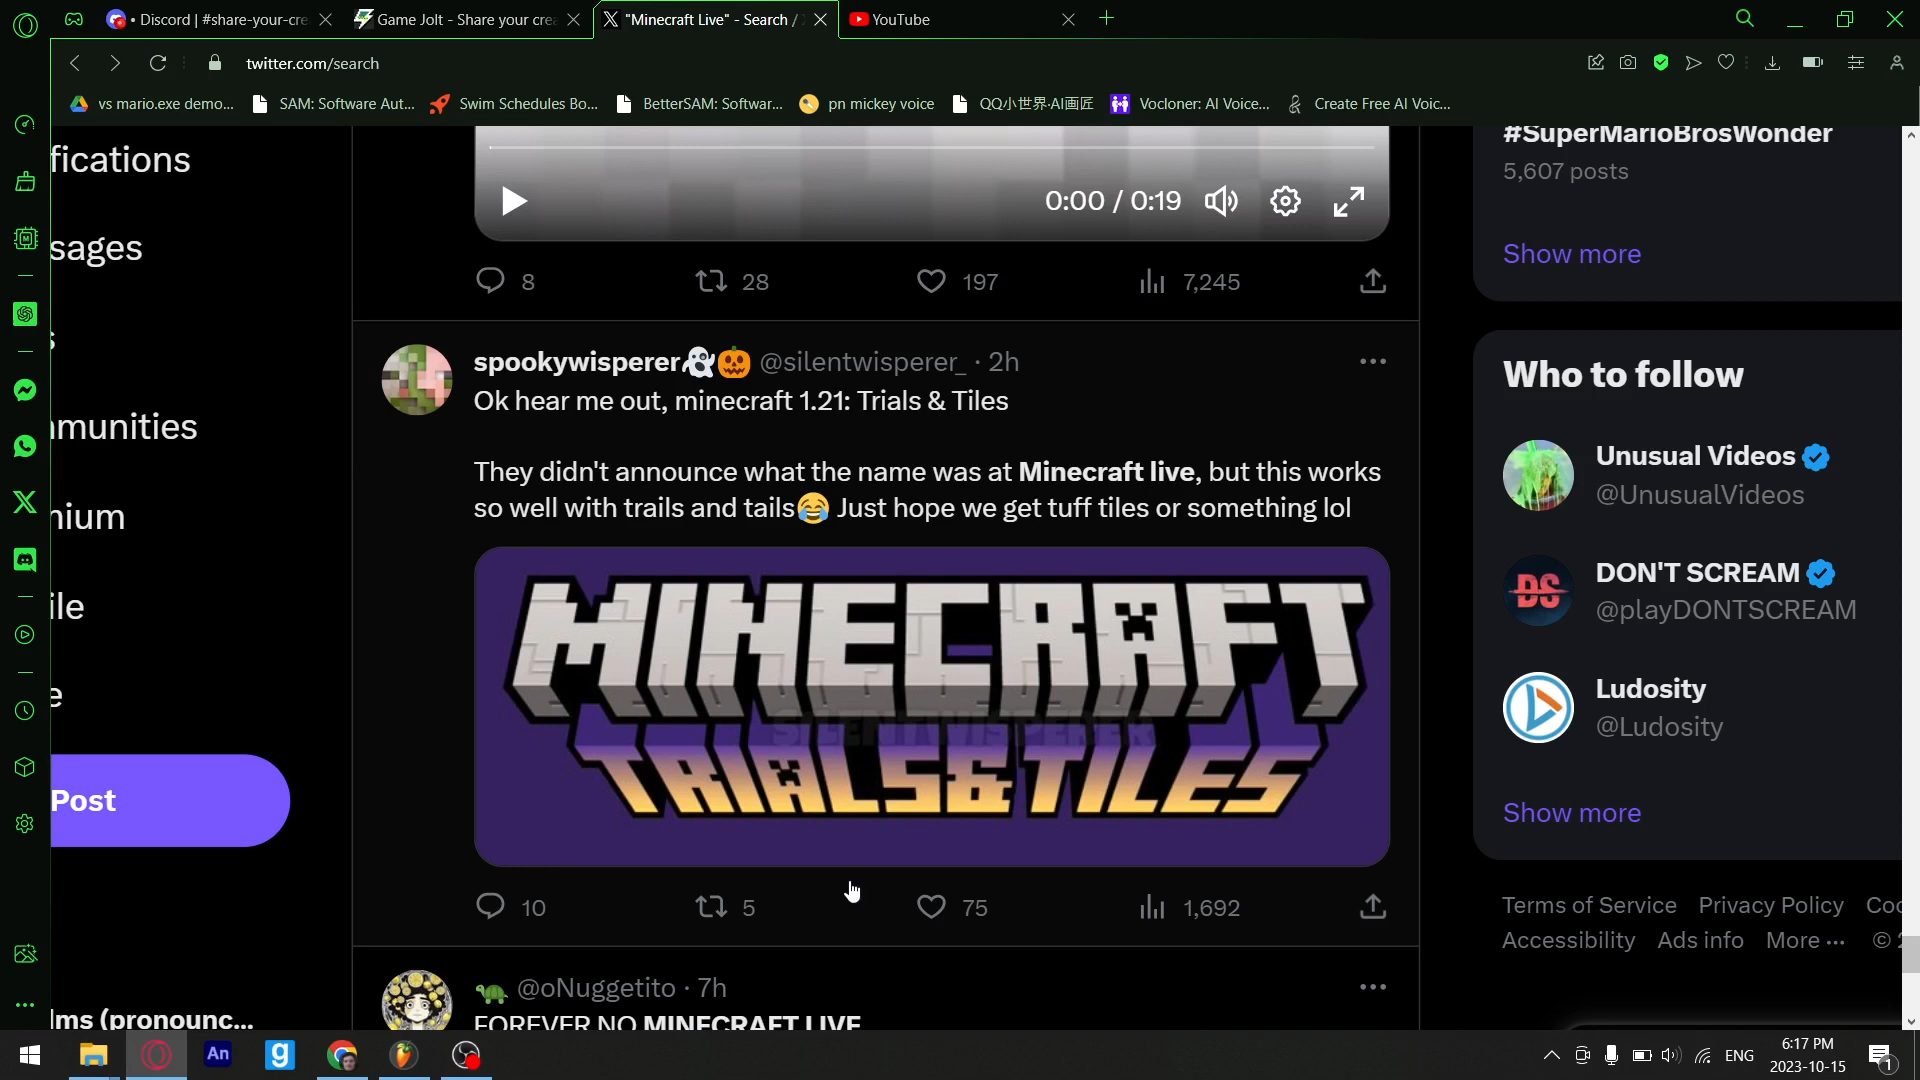 • Discord | #share-your-cre
Game Jolt - Share your crea
"Minecraft Live" - Search /
YouTube
twitter.com/search
vs mario.exe demo...
SAM: Software Aut...
Swim Schedules Bo...
BetterSAM: Softwar...
pn mickey voice
QQ小世界·AI画匠
Vocloner: AI Voice...
Create Free AI Voic...
fications
sages
s
munities
nium
ile
e
Post
lms (pronounc...
0:00 / 0:19
8
28
197
7,245
spookywisperer👻🎃 @silentwisperer_ · 2h
Ok hear me out, minecraft 1.21: Trials & Tiles
They didn't announce what the name was at Minecraft live, but this works
so well with trails and tails😂 Just hope we get tuff tiles or something lol
MINECRAFT
SILENTWISPERER
TRIALS&TILES
10
5
75
1,692
🐢 @oNuggetito · 7h
FOREVER NO MINECRAFT LIVE
#SuperMarioBrosWonder
5,607 posts
Show more
Who to follow
Unusual Videos
@UnusualVideos
DS
DON'T SCREAM
@playDONTSCREAM
Ludosity
@Ludosity
Show more
Terms of Service Privacy Policy Coo
Accessibility Ads info More ··· © 2
An
g
ENG
6:17 PM
2023-10-15
1